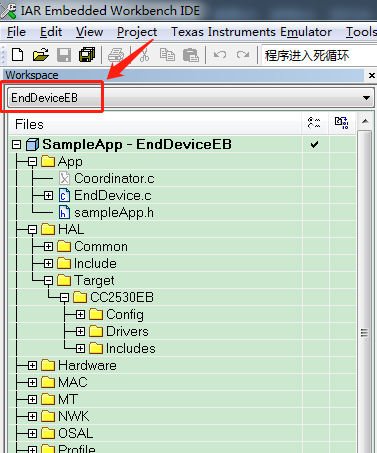 IAR Embedded Workbench IDE
File Edit View Project Texas Instruments Emulator Tools
程序进入死循环
Workspace
EndDeviceEB
Files
SampleApp - EndDeviceEB
App
Coordinator.c
EndDevice.c
sampleApp.h
HAL
Common
Include
Target
CC2530EB
Config
Drivers
Includes
Hardware
MAC
MT
NWK
OSAL
Profile